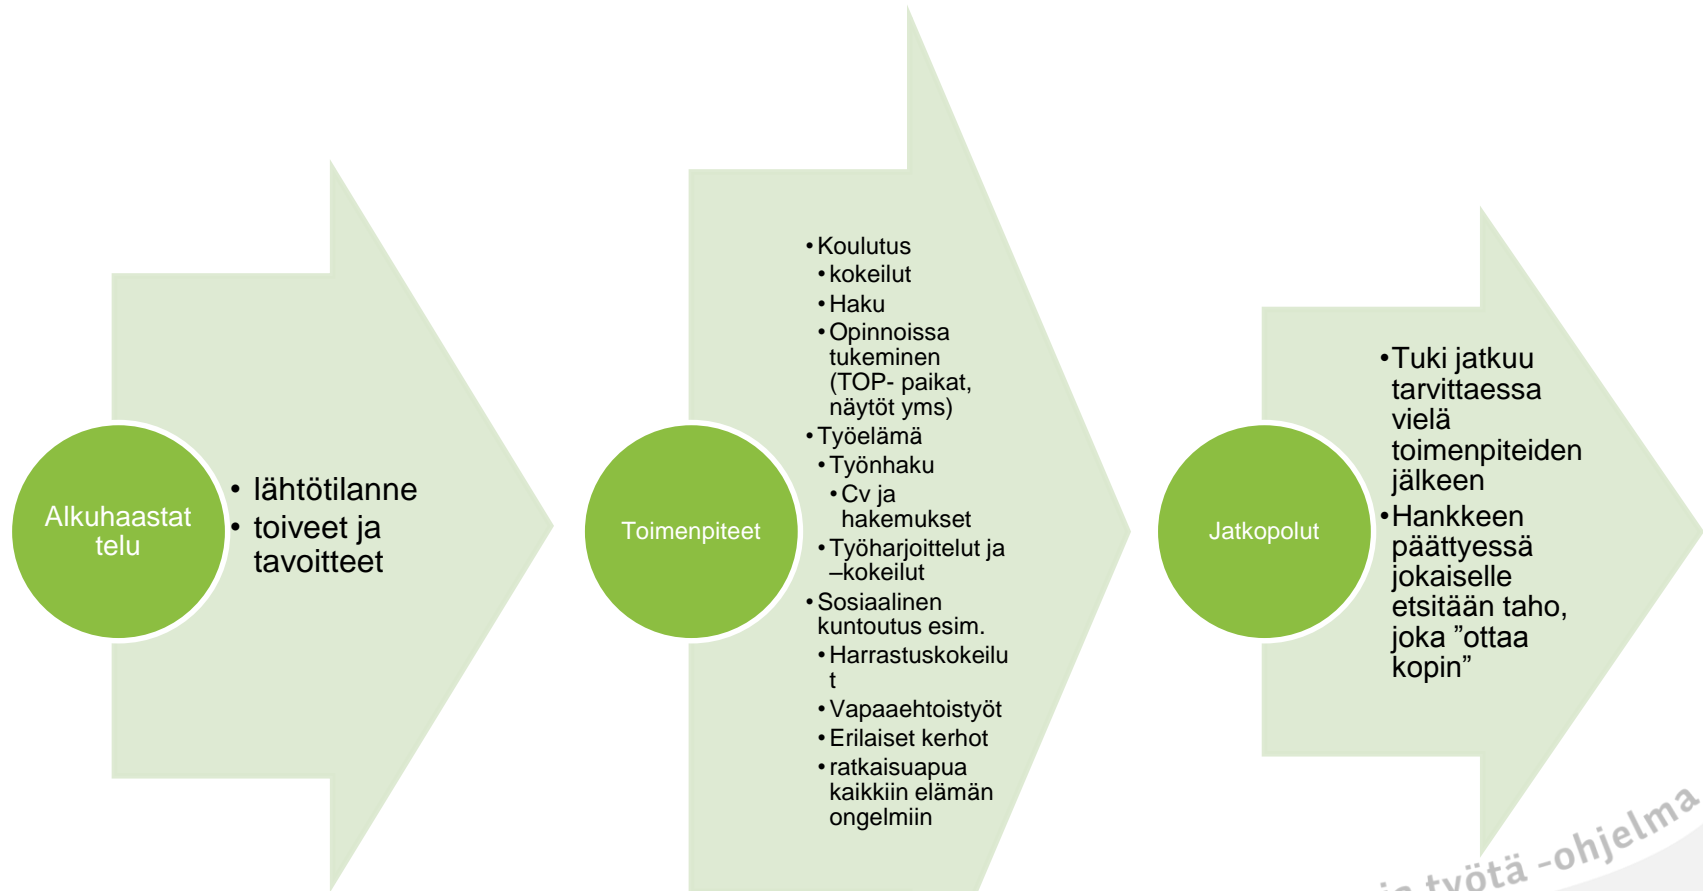 Alkuhaastat
telu
• lähtötilanne
• toiveet ja
tavoitteet
Toimenpiteet
• Koulutus
• kokeilut
• Haku
• Opinnoissa
tukeminen
(TOP- paikat,
näytöt yms)
• Työelämä
• Työnhaku
• Cv ja
hakemukset
• Työharjoittelut ja
–kokeilut
• Sosiaalinen
kuntoutus esim.
• Harrastuskokeilu
t
• Vapaaehtoistyöt
• Erilaiset kerhot
• ratkaisuapua
kaikkiin elämän
ongelmiin
Jatkopolut
• Tuki jatkuu
tarvittaessa
vielä
toimenpiteiden
jälkeen
• Hankkeen
päättyessä
jokaiselle
etsitään taho,
joka ”ottaa
kopin”
ja työtä -ohjelma